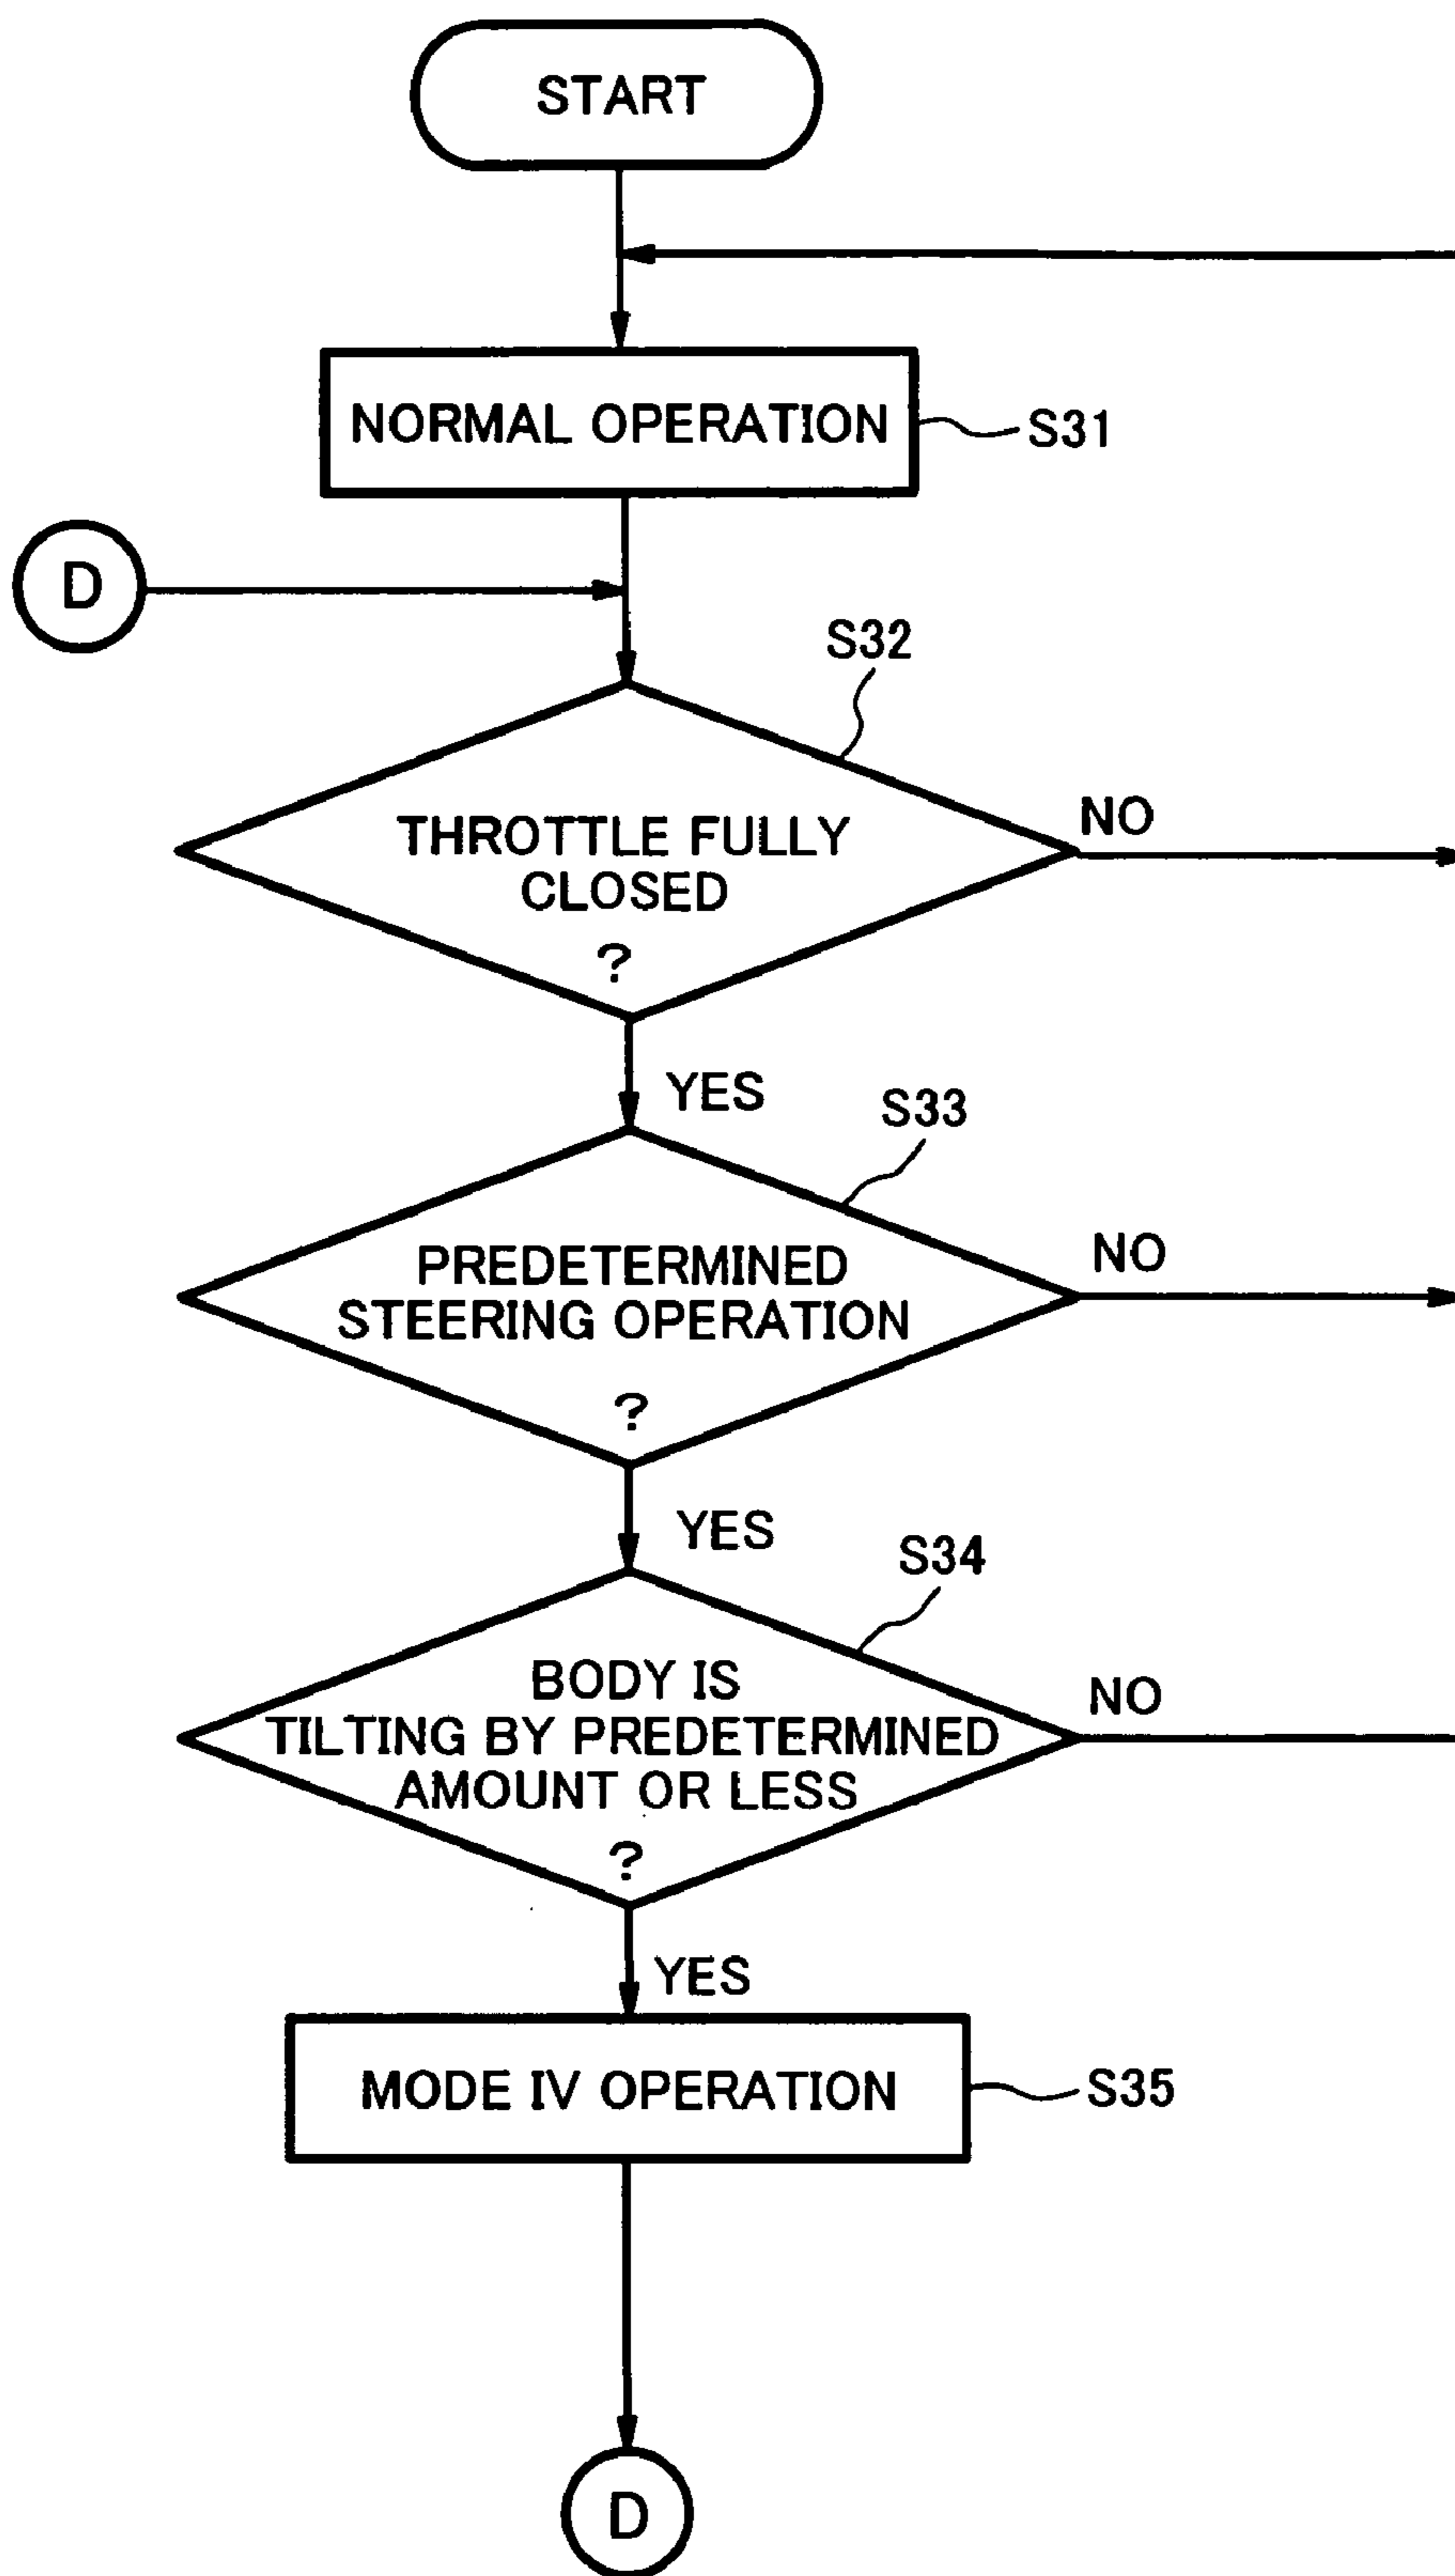 START
NORMAL OPERATION
S31
D
S32
THROTTLE FULLY
CLOSED
?
NO
YES
S33
PREDETERMINED
STEERING OPERATION
?
NO
YES
S34
BODY IS
TILTING BY PREDETERMINED
AMOUNT OR LESS
?
NO
YES
MODE IV OPERATION
S35
D